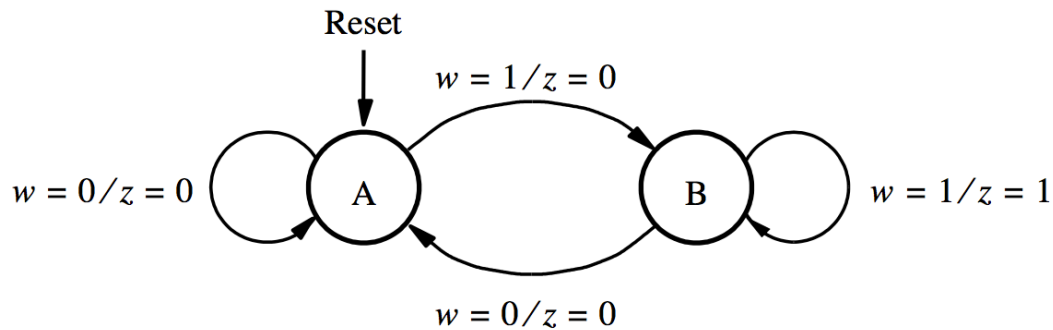 Reset
w = 1/z = 0
w = 0/z = 0
A
B
w = 1/z = 1
w = 0/z = 0